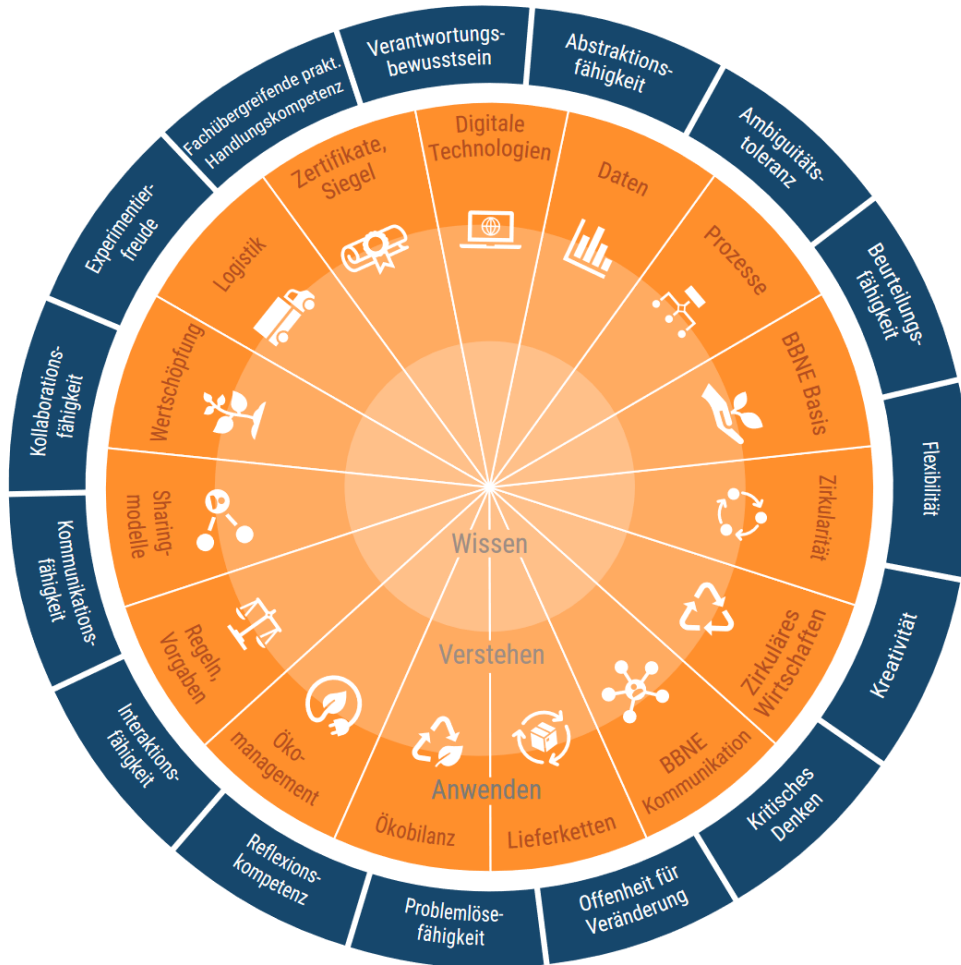 Verantwortungs-
bewusstsein
Abstraktions-
fähigkeit
Ambiguitäts-
toleranz
Beurteilungs-
fähigkeit
Flexibilität
Kreativität
Kritisches
Denken
Offenheit für
Veränderung
Problemlöse-
fähigkeit
Reflexions-
kompetenz
Interaktions-
fähigkeit
Kommunikations-
fähigkeit
Kollaborations-
fähigkeit
Experimentier-
freude
Fachübergreifende prakt.
Handlungskompetenz
Digitale
Technologien
Daten
Prozesse
BBNE Basis
Zirkularität
Zirkuläres
Wirtschaften
BBNE
Kommunikation
Lieferketten
Ökobilanz
Öko-
management
Regeln,
Vorgaben
Sharing-
modelle
Wertschöpfung
Logistik
Zertifikate,
Siegel
Wissen
Verstehen
Anwenden